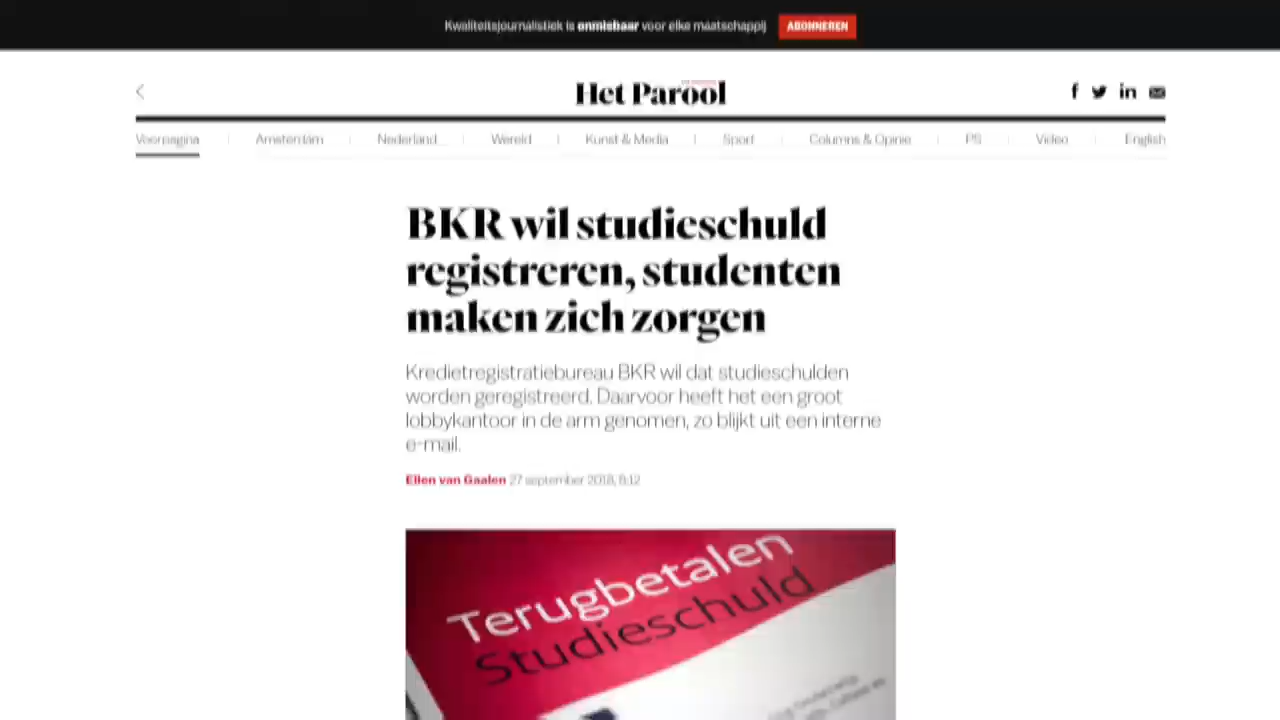 Kwaliteitsjournalistiek is onmisbaar voor elke maatschappij ABONNEREN
Het Parool
Voorpagina Amsterdam Nederland Wereld Kunst & Media Sport Columns & Opinie PS Video English
BKR wil studieschuld
registreren, studenten
maken zich zorgen
Kredietregistratiebureau BKR wil dat studieschulden
worden geregistreerd. Daarvoor heeft het een groot
lobbykantoor in de arm genomen, zo blijkt uit een interne
e-mail.
Ellen van Gaalen 27 september 2018, 6:12
Terugbetalen
Studieschuld